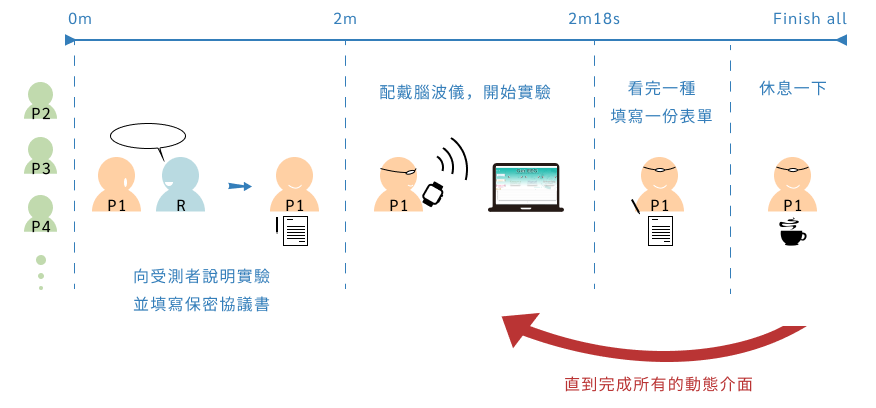 0m
2m
2m18s
Finish all
配戴腦波儀，開始實驗
看完一種
填寫一份表單
休息一下
P2
P3
P4
P1
R
P1
P1
P1
P1
向受測者說明實驗
並填寫保密協議書
直到完成所有的動態介面